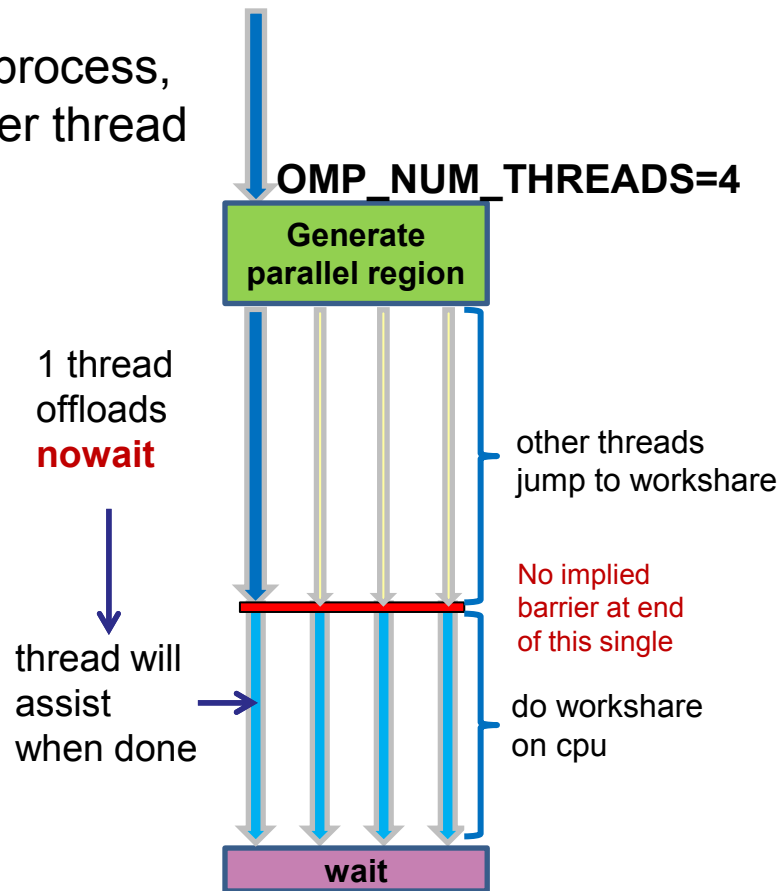 process,
er thread
OMP_NUM_THREADS=4
Generate
parallel region
1 thread
offloads
nowait
other threads
jump to workshare
No implied
barrier at end
of this single
thread will
assist
when done
do workshare
on cpu
wait